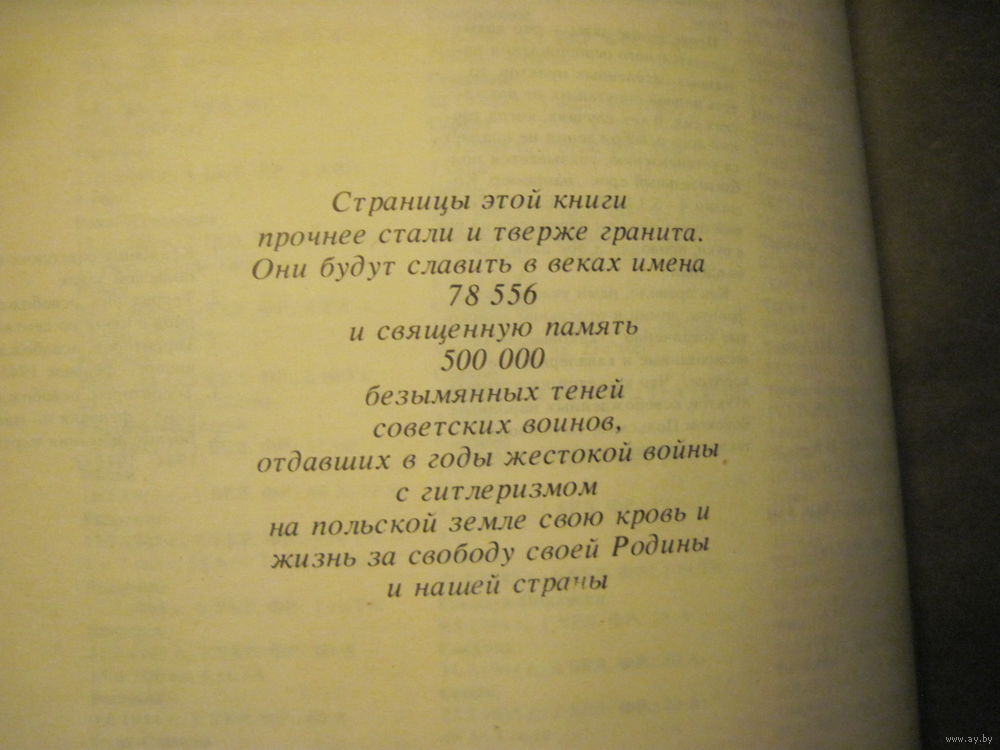 Страницы этой книги
прочнее стали и тверже гранита.
Они будут славить в веках имена
78 556
и священную память
500 000
безымянных теней
советских воинов,
отдавших в годы жестокой войны
с гитлеризмом
на польской земле свою кровь и
жизнь за свободу своей Родины
и нашей страны
www.ay.by